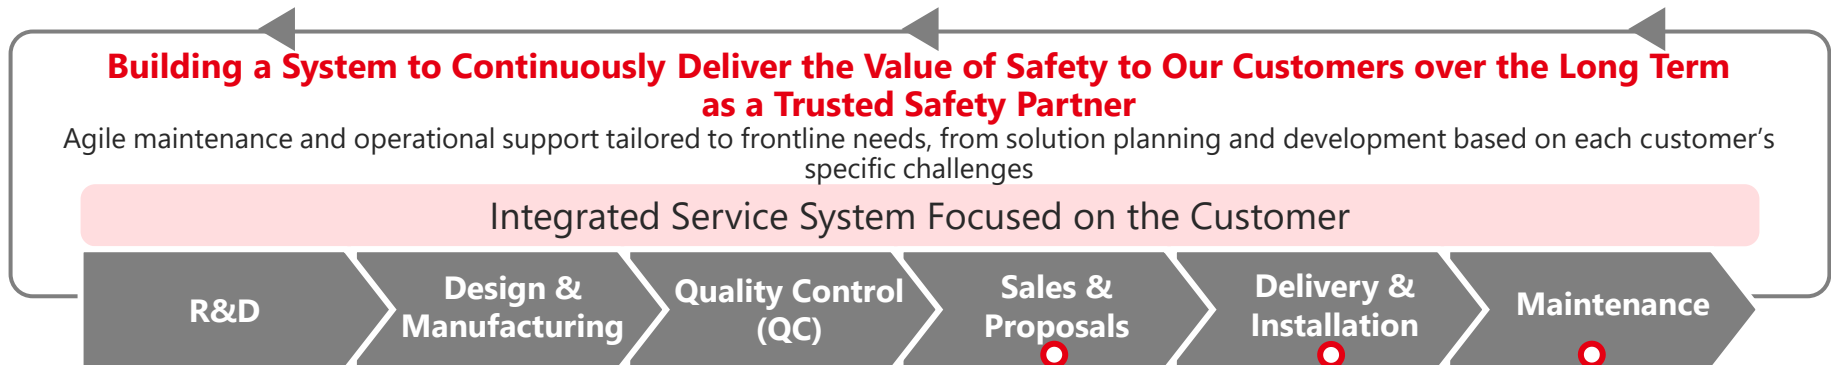 Building a System to Continuously Deliver the Value of Safety to Our Customers over the Long Term
as a Trusted Safety Partner
Agile maintenance and operational support tailored to frontline needs, from solution planning and development based on each customer’s
specific challenges
Integrated Service System Focused on the Customer
R&D
Design &
Manufacturing
Quality Control
(QC)
Sales &
Proposals
Delivery &
Installation
Maintenance